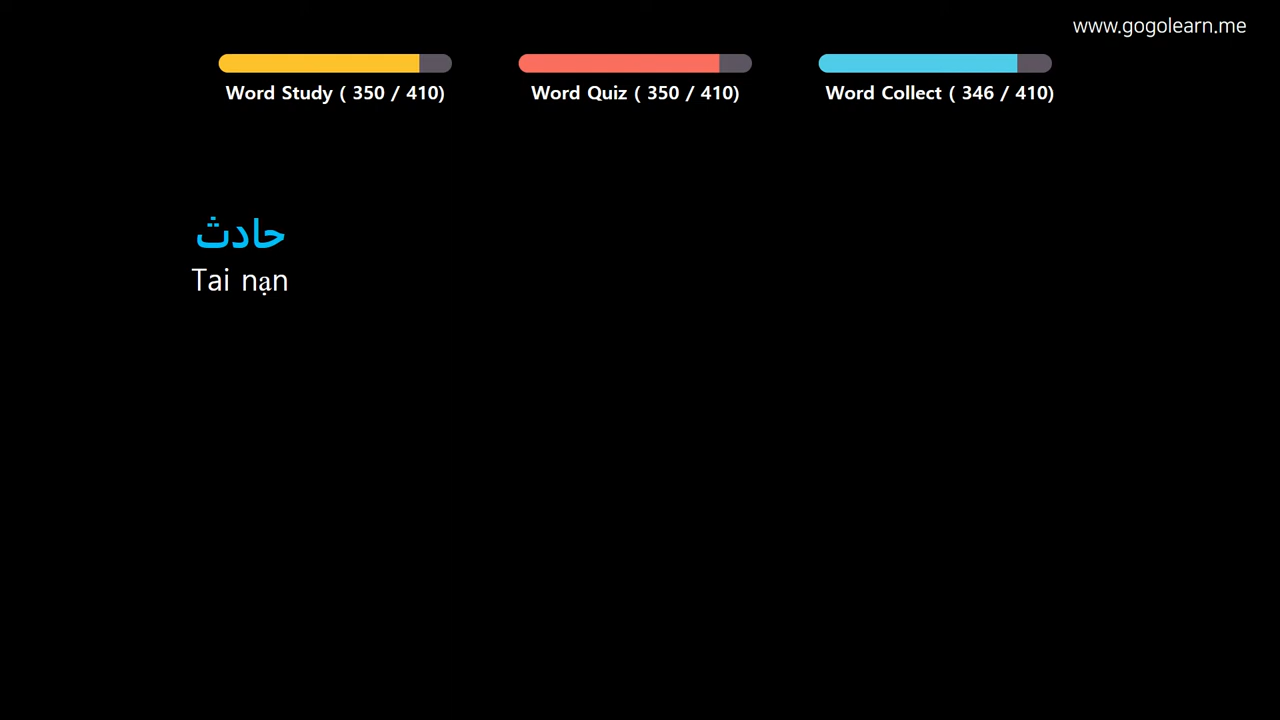 www.gogolearn.me
Word Study ( 350 / 410)
Word Quiz ( 350 / 410)
Word Collect ( 346 / 410)
حادث
Tai nạn